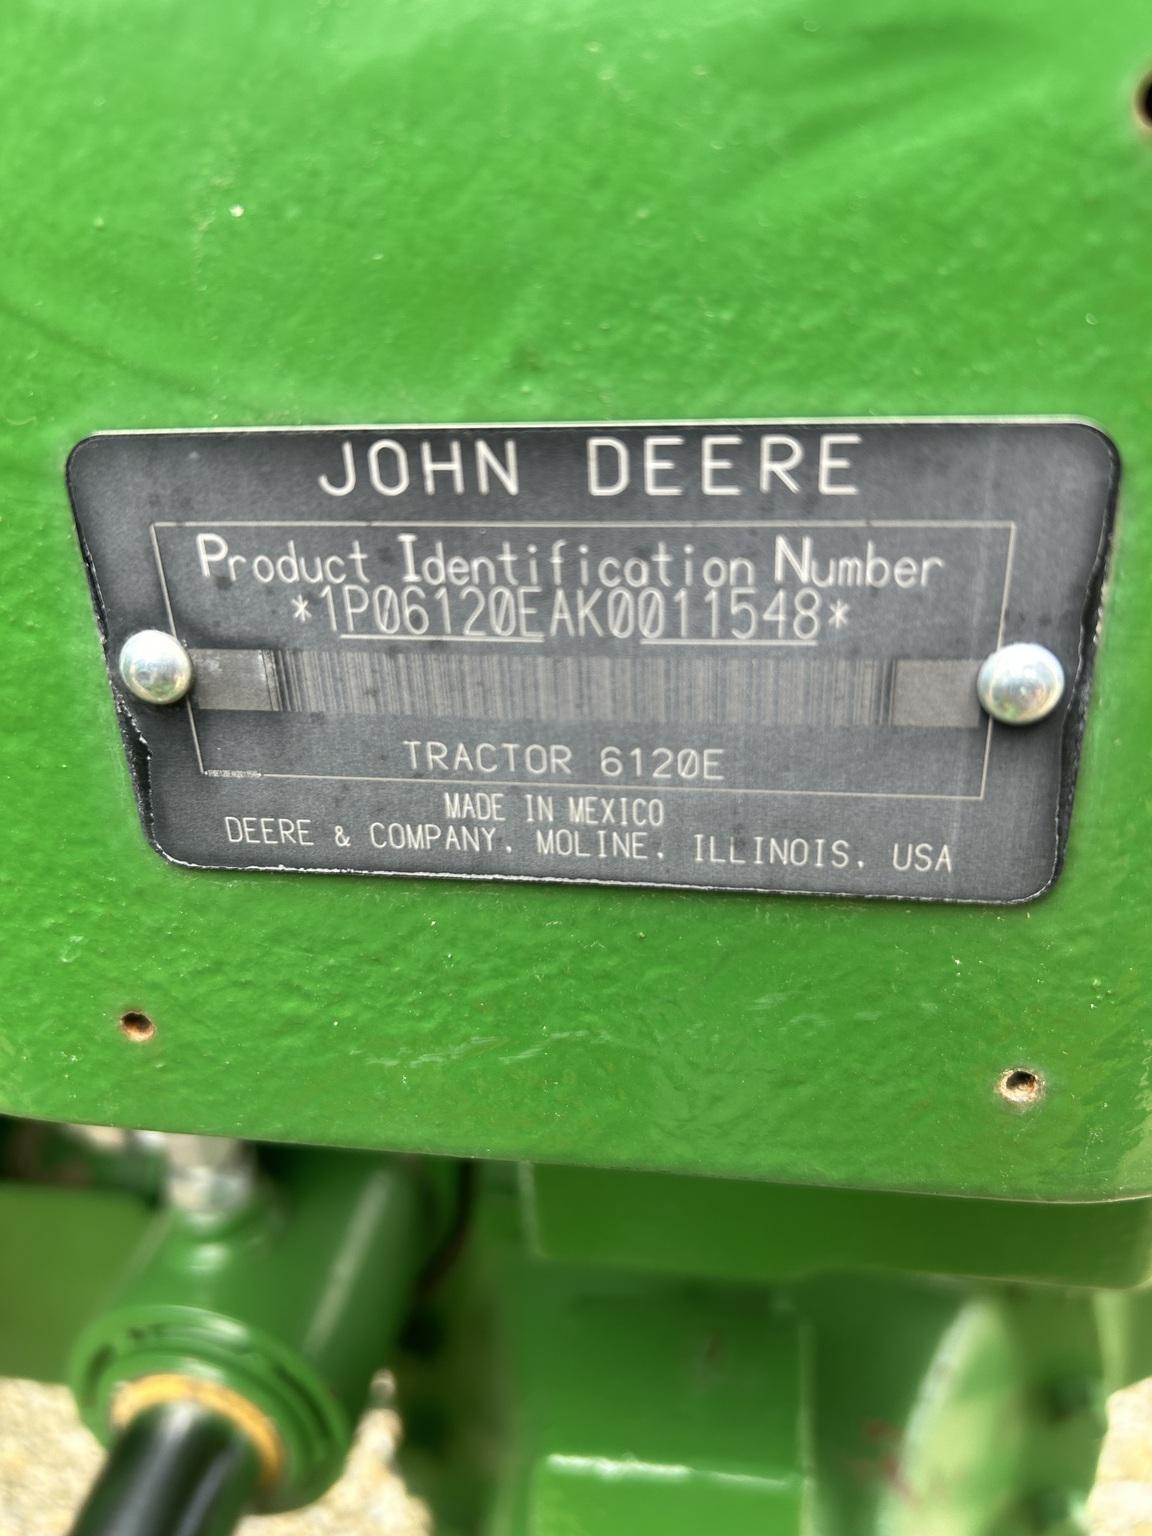 JOHN DEERE
Product Identification Number
*1P06120EAK0011548*
TRACTOR 6120E
MADE IN MEXICO
DEERE & COMPANY, MOLINE, ILLINOIS, USA